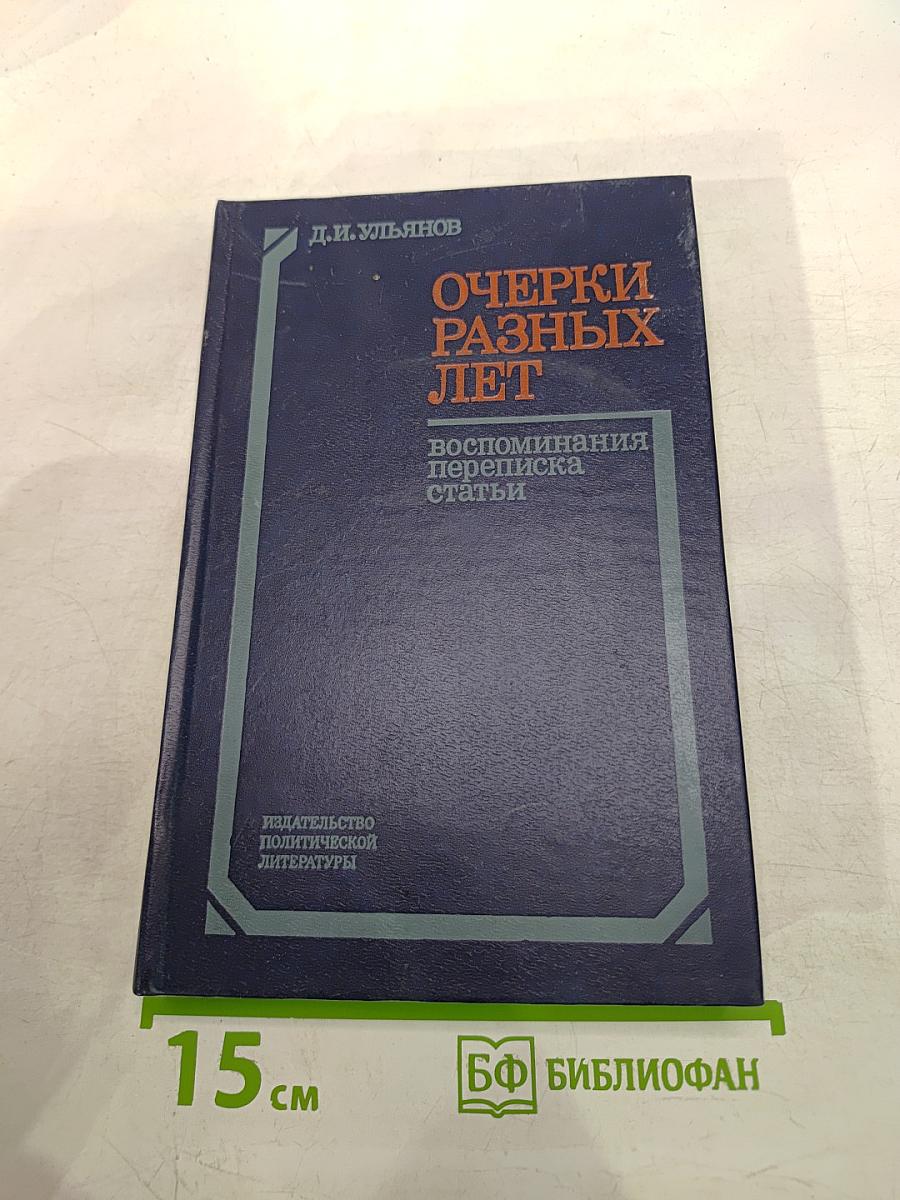 Д.И.УЛЬЯНОВ
ОЧЕРКИ
РАЗНЫХ
ЛЕТ
воспоминания
переписка
статьи
ИЗДАТЕЛЬСТВО
ПОЛИТИЧЕСКОЙ
ЛИТЕРАТУРЫ
15 см
БФ БИБЛИОФАН